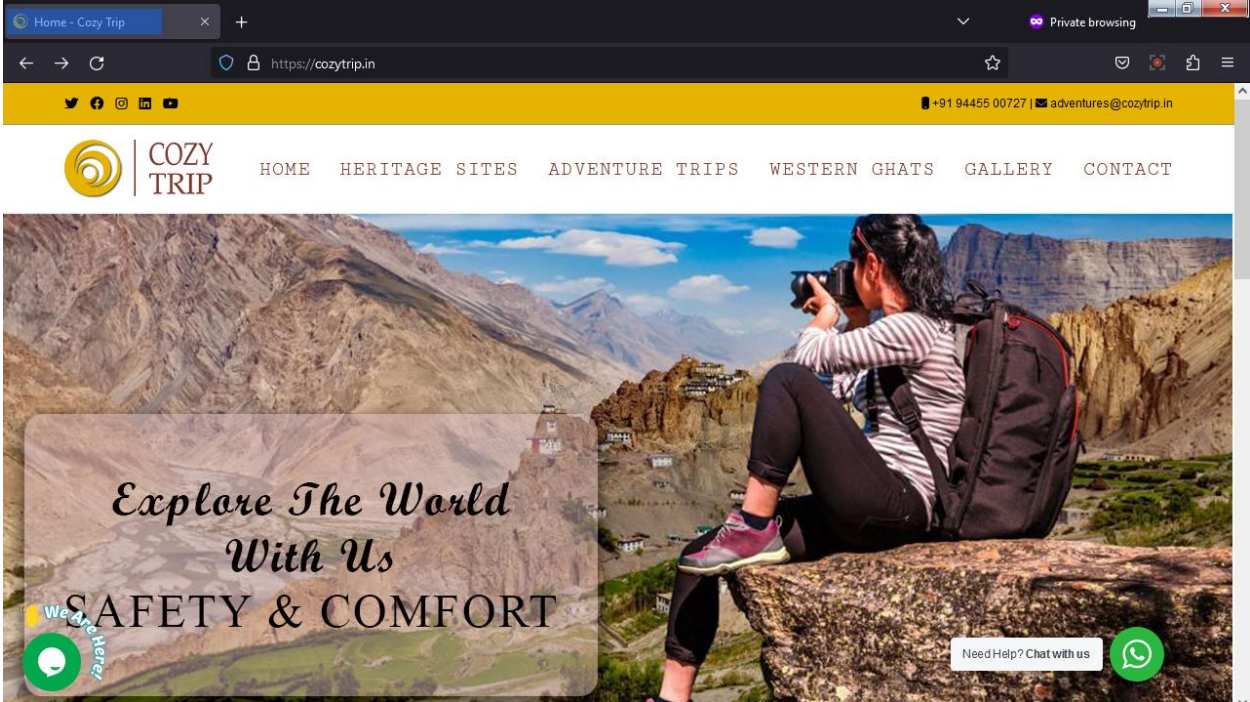 Home - Cozy Trip
Private browsing
https://cozytrip.in
+91 94455 00727 | adventures@cozytrip.in
COZY
TRIP
HOME HERITAGE SITES ADVENTURE TRIPS WESTERN GHATS GALLERY CONTACT
Explore The World
With Us
SAFETY & COMFORT
We Are Here!
Need Help? Chat with us